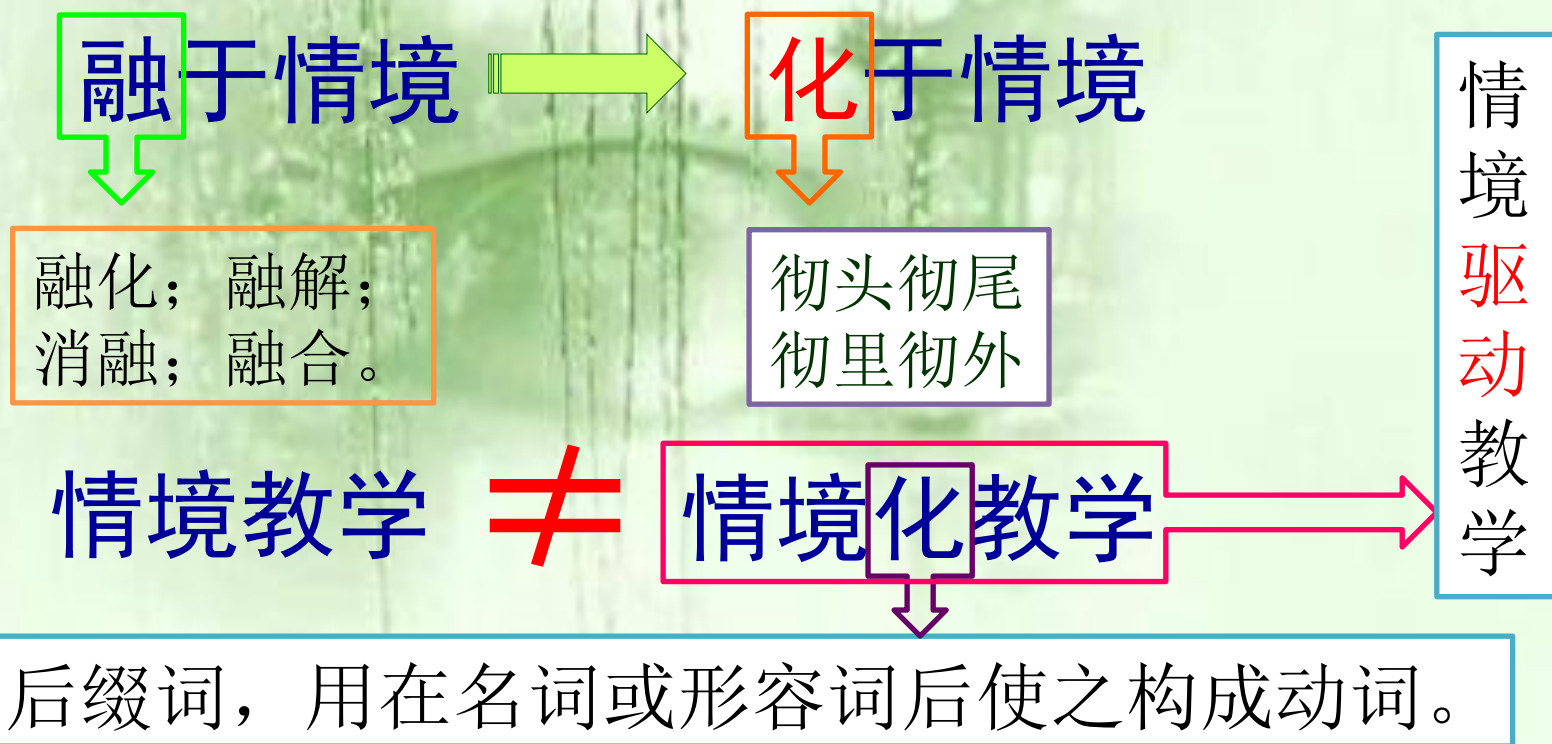 融于情境
化于情境
融化；融解；
消融；融合。
彻头彻尾
彻里彻外
情境教学
≠
情境化教学
情境驱动教学
后缀词，用在名词或形容词后使之构成动词。